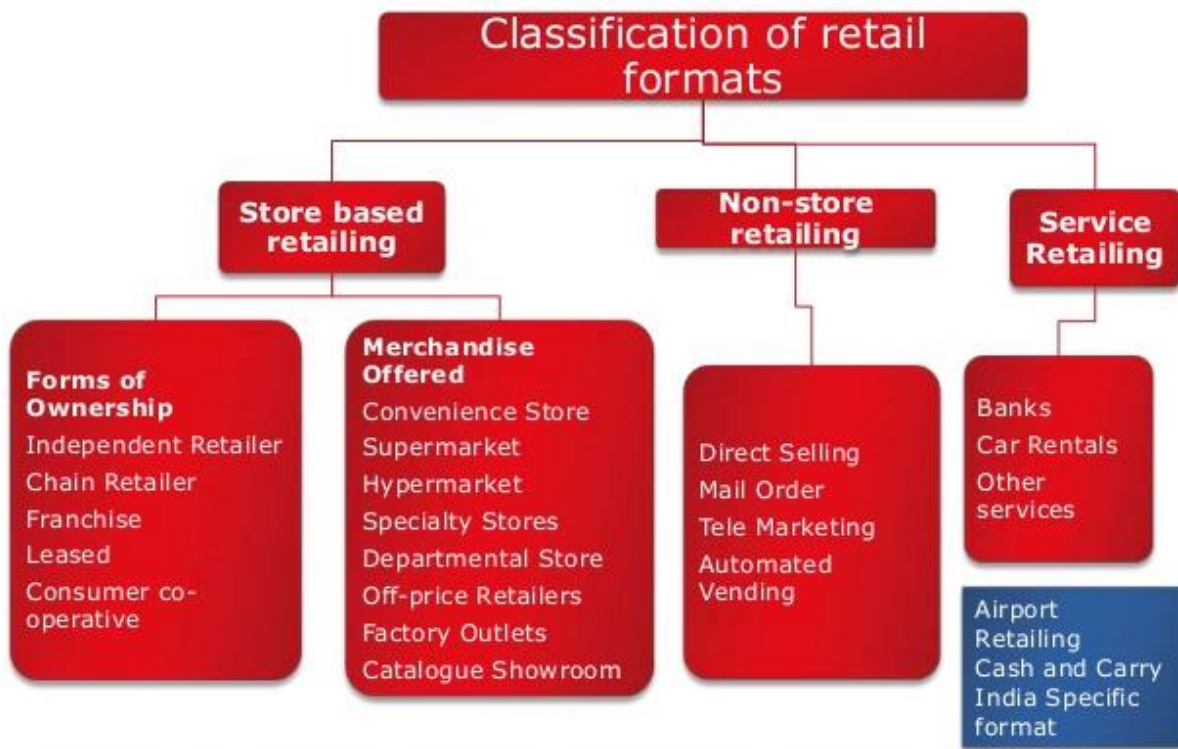 Classification of retail
formats
Store based
retailing
Non-store
retailing
Service
Retailing
Forms of
Ownership
Independent Retailer
Chain Retailer
Franchise
Leased
Consumer co-
operative
Merchandise
Offered
Convenience Store
Supermarket
Hypermarket
Specialty Stores
Departmental Store
Off-price Retailers
Factory Outlets
Catalogue Showroom
Direct Selling
Mail Order
Tele Marketing
Automated
Vending
Banks
Car Rentals
Other
services
Airport
Retailing
Cash and Carry
India Specific
format